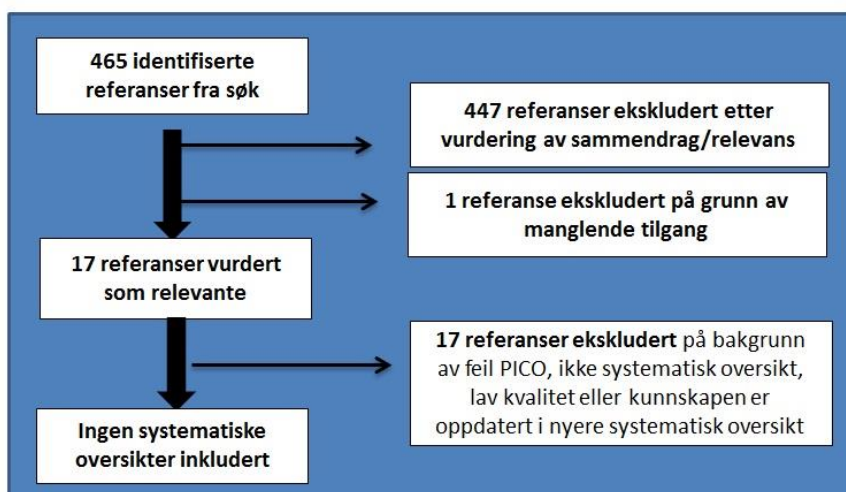 465 identifiserte
referanser fra søk
447 referanser ekskludert etter
vurdering av sammendrag/relevans
1 referanse ekskludert på grunn av
manglende tilgang
17 referanser vurdert
som relevante
17 referanser ekskludert på bakgrunn
av feil PICO, ikke systematisk oversikt,
lav kvalitet eller kunnskapen er
oppdatert i nyere systematisk oversikt
Ingen systematiske
oversikter inkludert